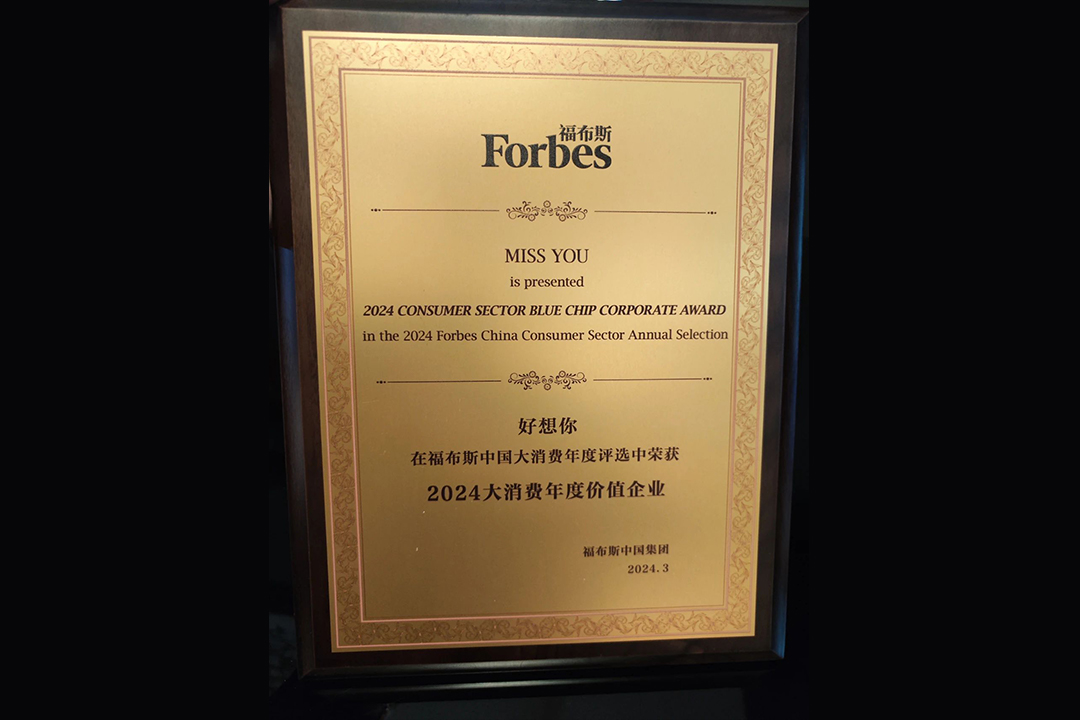 福布斯
Forbes
MISS YOU
is presented
2024 CONSUMER SECTOR BLUE CHIP CORPORATE AWARD
in the 2024 Forbes China Consumer Sector Annual Selection
好想你
在福布斯中国大消费年度评选中荣获
2024大消费年度价值企业
福布斯中国集团
2024.3